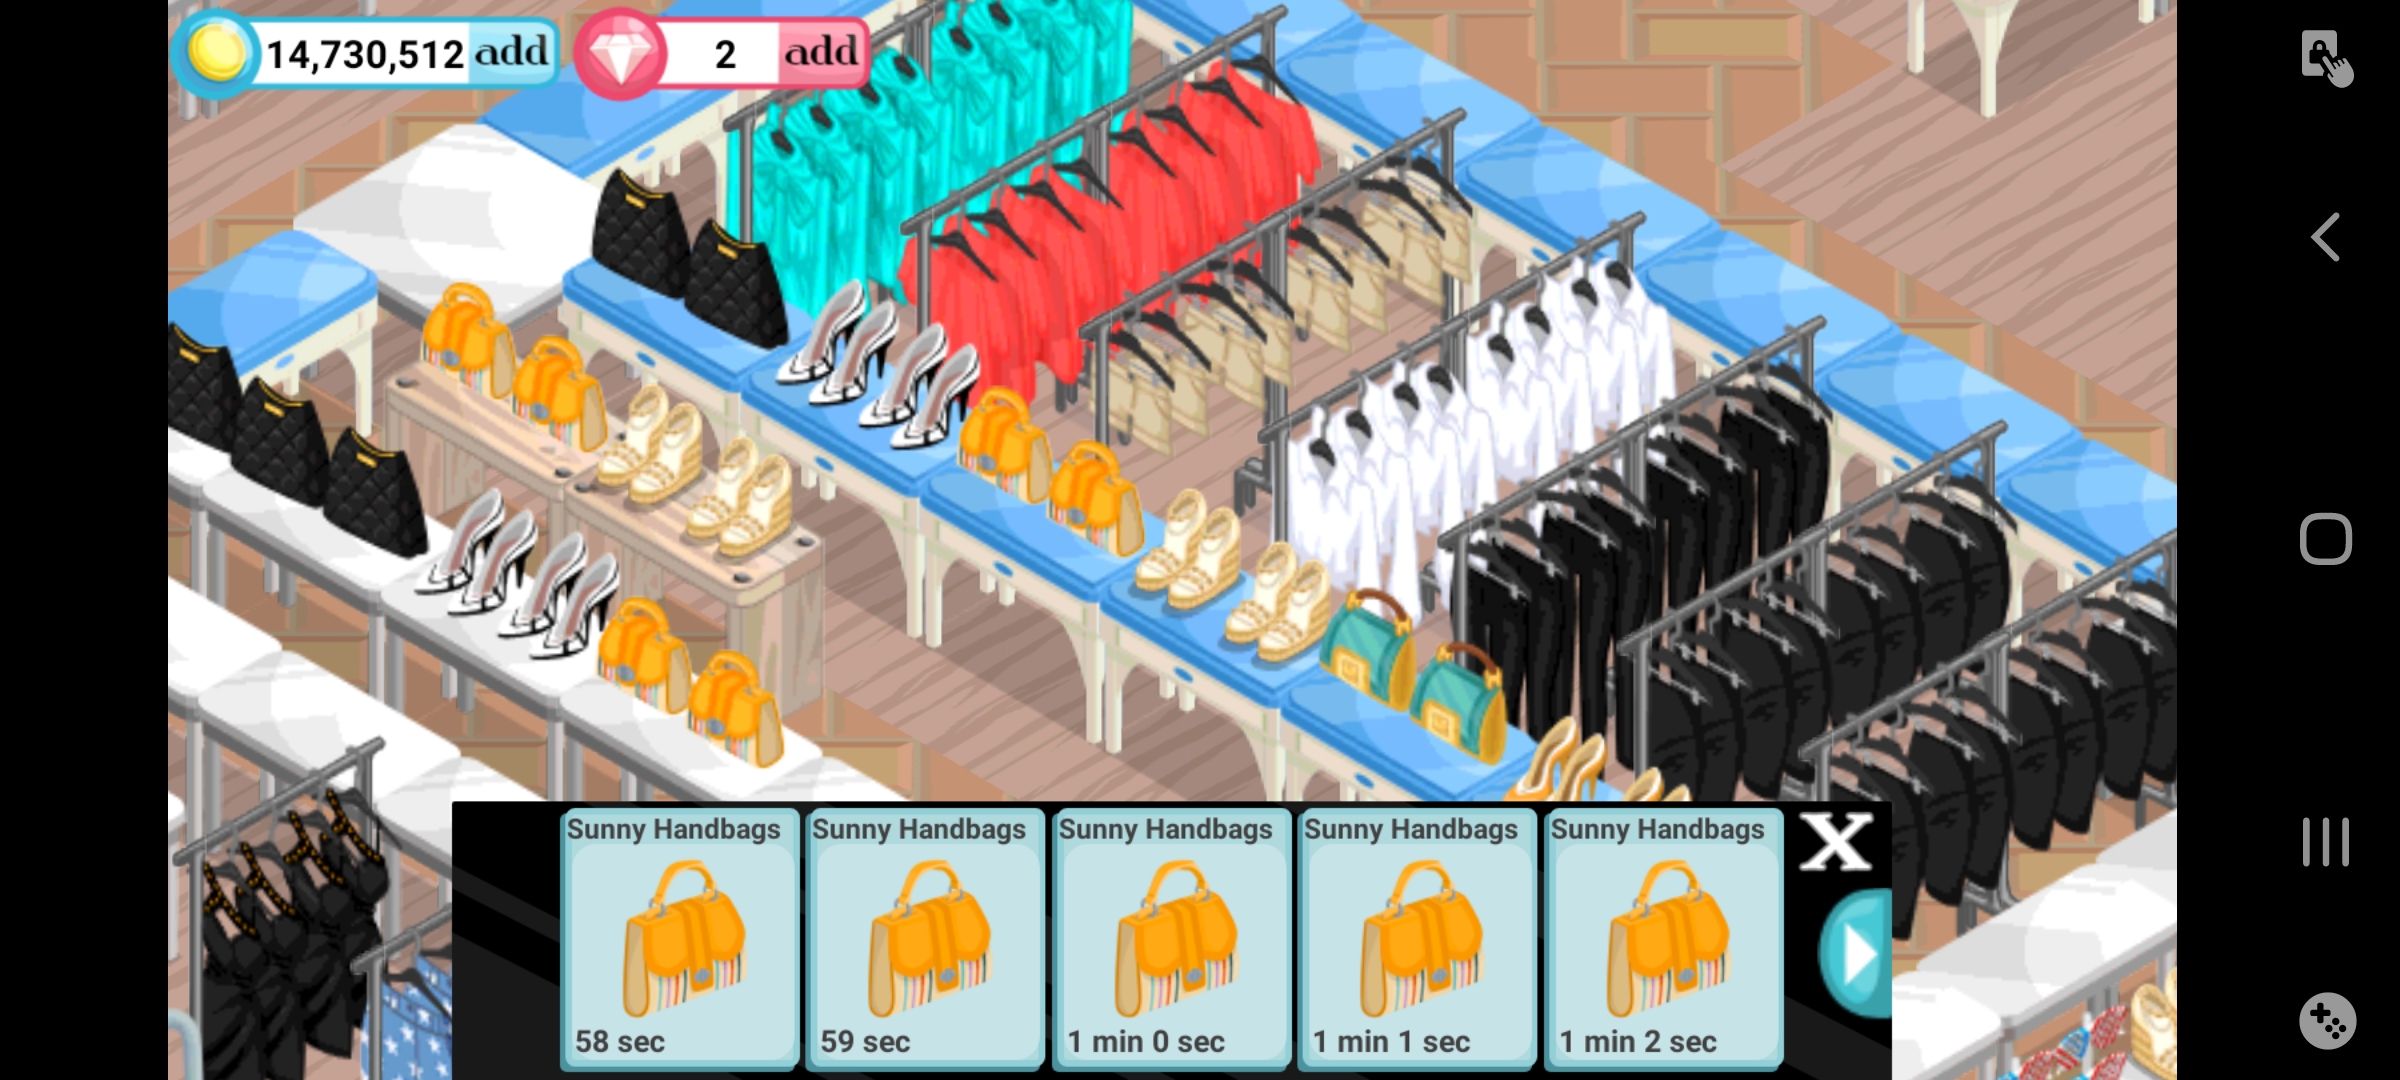 14,730,512 add
2 add
Sunny Handbags
58 sec
Sunny Handbags
59 sec
Sunny Handbags
1 min 0 sec
Sunny Handbags
1 min 1 sec
Sunny Handbags
1 min 2 sec
X